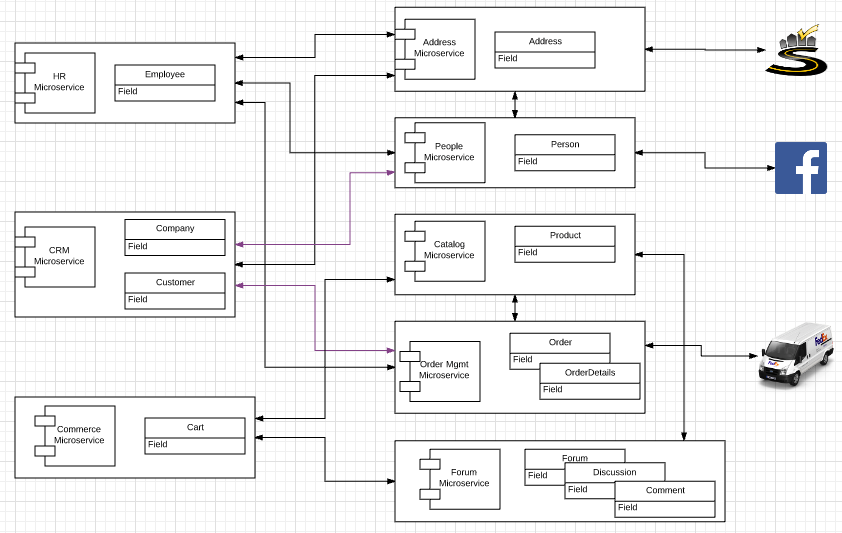 HR
Microservice
Employee
Field
Address
Microservice
Address
Field
S
People
Microservice
Person
Field
f
CRM
Microservice
Company
Field
Customer
Field
Catalog
Microservice
Product
Field
Order Mgmt
Microservice
Order
Field
OrderDetails
Field
FedEx
FedEx
Commerce
Microservice
Cart
Field
Forum
Microservice
Forum
Field
Discussion
Field
Comment
Field